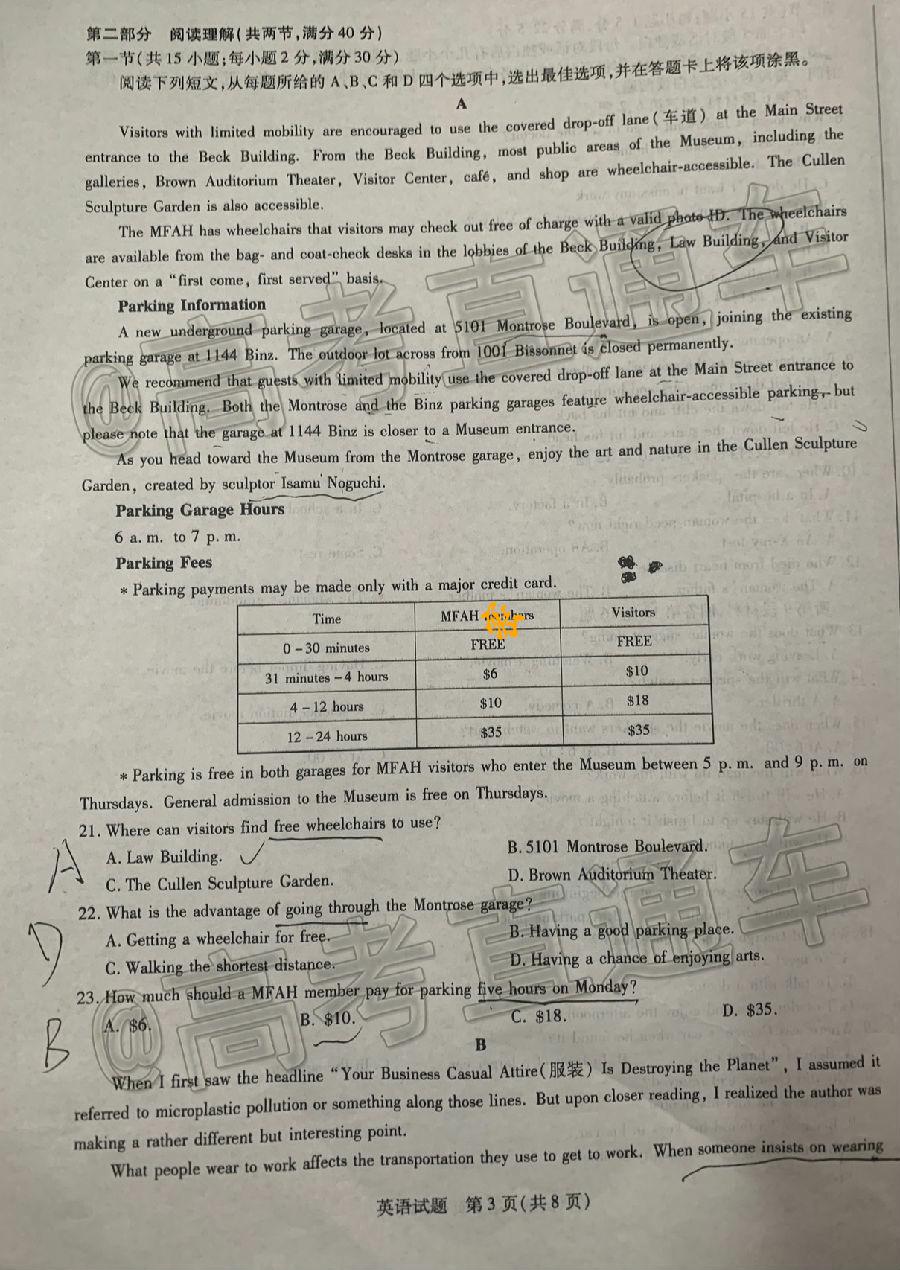 第二部分 阅读理解(共两节,满分40分)
第一节(共15小题;每小题2分,满分30分)
阅读下列短文,从每题所给的A、B、C和D四个选项中,选出最佳选项,并在答题卡上将该项涂黑。
A
Visitors with limited mobility are encouraged to use the covered drop-off lane(车道) at the Main Street
entrance to the Beck Building. From the Beck Building, most public areas of the Museum, including the
galleries, Brown Auditorium Theater, Visitor Center, café, and shop are wheelchair-accessible. The Cullen
Sculpture Garden is also accessible.
The MFAH has wheelchairs that visitors may check out free of charge with a valid photo ID. The wheelchairs
are available from the bag- and coat-check desks in the lobbies of the Beck Building, Law Building, and Visitor
Center on a “first come, first served” basis.
Parking Information
A new underground parking garage, located at 5101 Montrose Boulevard, is open, joining the existing
parking garage at 1144 Binz. The outdoor lot across from 1001 Bissonnet is closed permanently.
We recommend that guests with limited mobility use the covered drop-off lane at the Main Street entrance to
the Beck Building. Both the Montrose and the Binz parking garages feature wheelchair-accessible parking, but
please note that the garage at 1144 Binz is closer to a Museum entrance.
As you head toward the Museum from the Montrose garage, enjoy the art and nature in the Cullen Sculpture
Garden, created by sculptor Isamu Noguchi.
Parking Garage Hours
6 a.m. to 7 p.m.
Parking Fees
* Parking payments may be made only with a major credit card.
Time MFAH members Visitors
0-30 minutes FREE FREE
31 minutes-4 hours $6 $10
4-12 hours $10 $18
12-24 hours $35 $35
* Parking is free in both garages for MFAH visitors who enter the Museum between 5 p.m. and 9 p.m. on
Thursdays. General admission to the Museum is free on Thursdays.
21. Where can visitors find free wheelchairs to use?
A
A. Law Building. B. 5101 Montrose Boulevard.
C. The Cullen Sculpture Garden. D. Brown Auditorium Theater.
22. What is the advantage of going through the Montrose garage?
D
A. Getting a wheelchair for free. B. Having a good parking place.
C. Walking the shortest distance. D. Having a chance of enjoying arts.
23. How much should a MFAH member pay for parking five hours on Monday?
B
A. $6. B. $10. C. $18. D. $35.
B
When I first saw the headline “Your Business Casual Attire(服装) Is Destroying the Planet”, I assumed it
referred to microplastic pollution or something along those lines. But upon closer reading, I realized the author was
making a rather different but interesting point.
What people wear to work affects the transportation they use to get to work. When someone insists on wearing
英语试题 第3页(共8页)
@高考直通车
@高考直通车